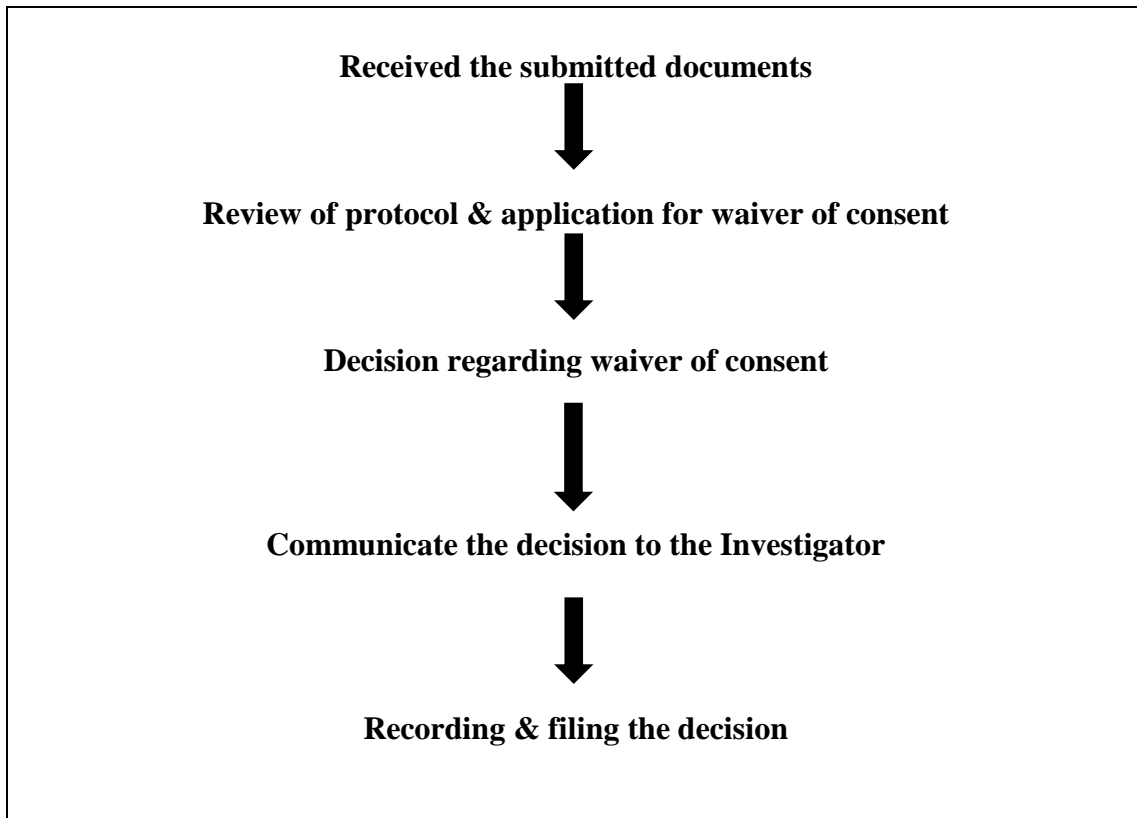 Received the submitted documents
Review of protocol & application for waiver of consent
Decision regarding waiver of consent
Communicate the decision to the Investigator
Recording & filing the decision